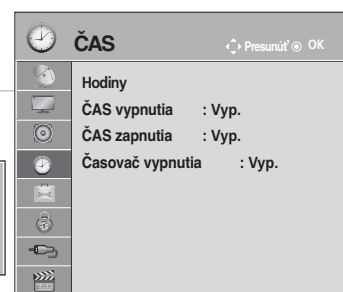 ČAS Presunúť OK
Hodiny
ČAS vypnutia : Vyp.
ČAS zapnutia : Vyp.
Časovač vypnutia : Vyp.